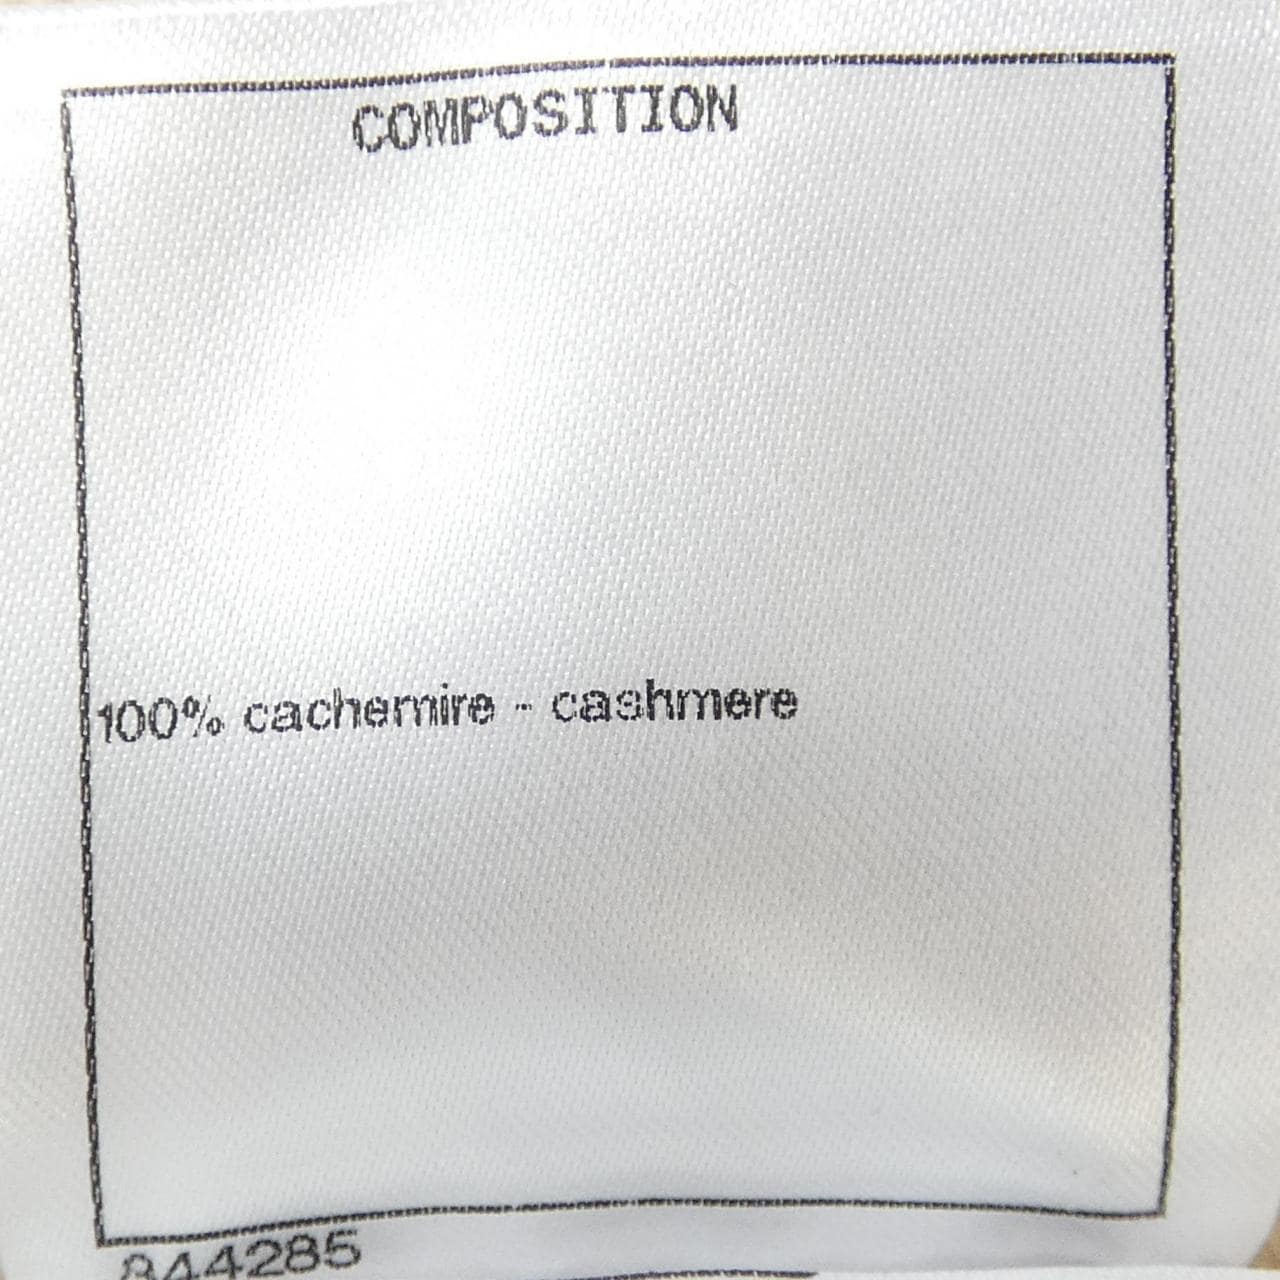 COMPOSITION
100% cachemire - cashmere
844285